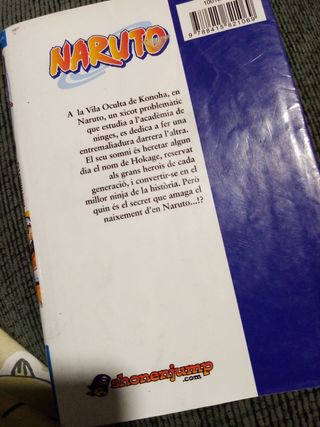 9788415821069
NARUTO
A la Vila Oculta de Konoha, en
Naruto, un xicot problemàtic
que estudia a l'acadèmia de
ninges, es dedica a fer una
entremaliadura darrera l'altra.
El seu somni és heretar algun
dia el nom de Hokage, reservat
als grans herois de cada
generació, i convertir-se en el
millor ninja de la història. Però
quin és el secret que amaga el
naixement d'en Naruto...!?
shonenjump
.com